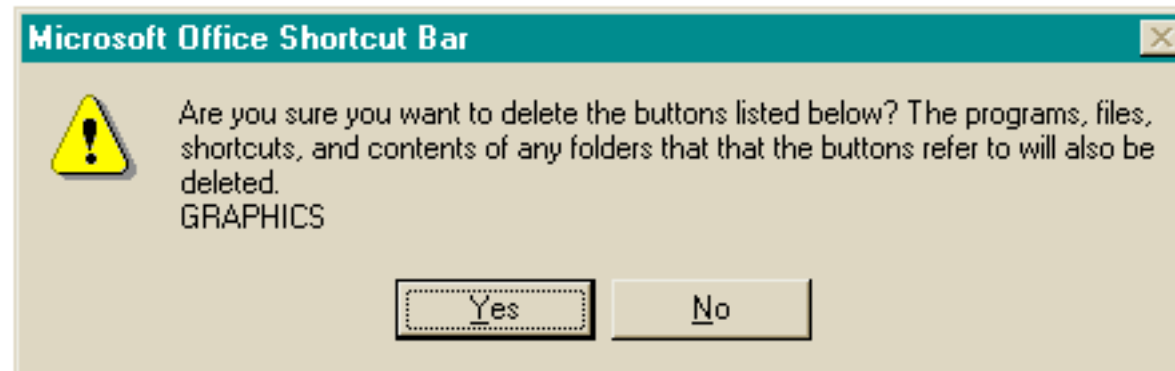 Microsoft Office Shortcut Bar
Are you sure you want to delete the buttons listed below? The programs, files,
shortcuts, and contents of any folders that that the buttons refer to will also be
deleted.
GRAPHICS
Yes No